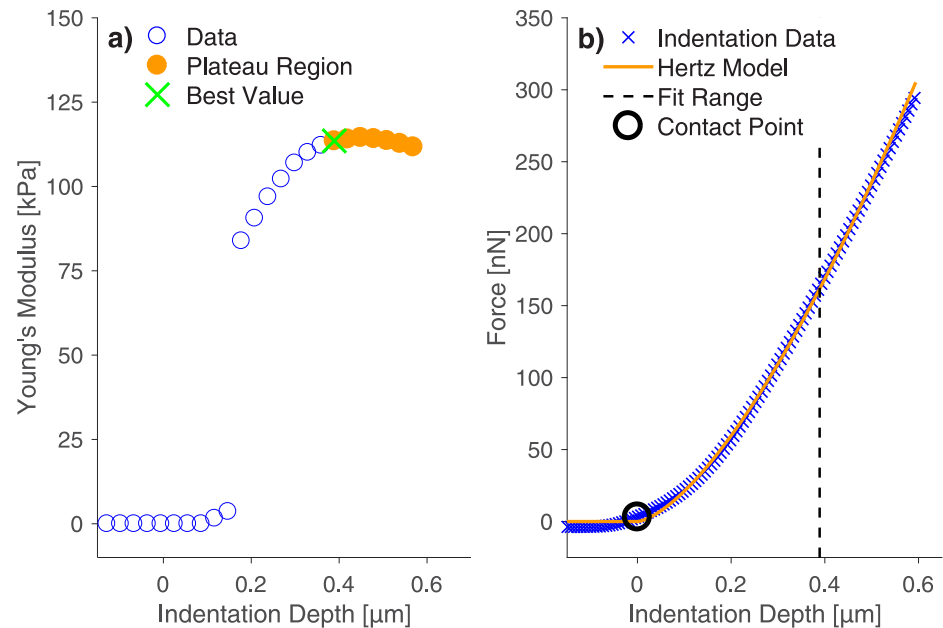 a)
Data
Plateau Region
Best Value
Young's Modulus [kPa]
150
125
100
75
50
25
0
0
0.2
0.4
0.6
Indentation Depth [µm]
b)
Indentation Data
Hertz Model
Fit Range
Contact Point
Force [nN]
300
250
200
150
100
50
0
0
0.2
0.4
0.6
Indentation Depth [µm]